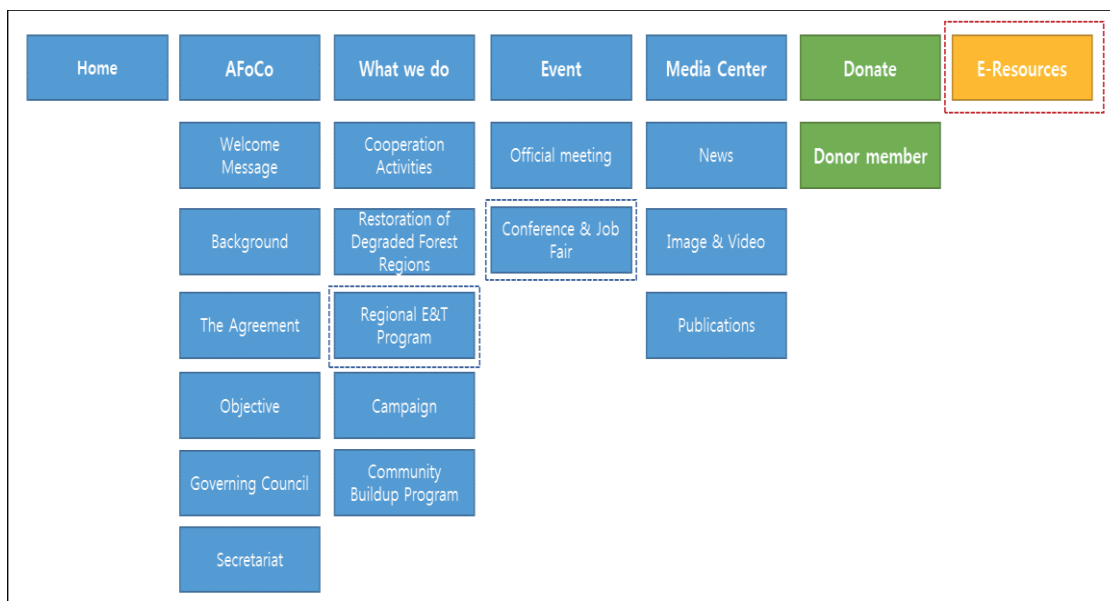 Home
AFoCo
What we do
Event
Media Center
Donate
E-Resources
Welcome
Message
Cooperation
Activities
Official meeting
News
Donor member
Background
Restoration of
Degraded Forest
Regions
Conference & Job
Fair
Image & Video
The Agreement
Regional E&T
Program
Publications
Objective
Campaign
Governing Council
Community
Buildup Program
Secretariat